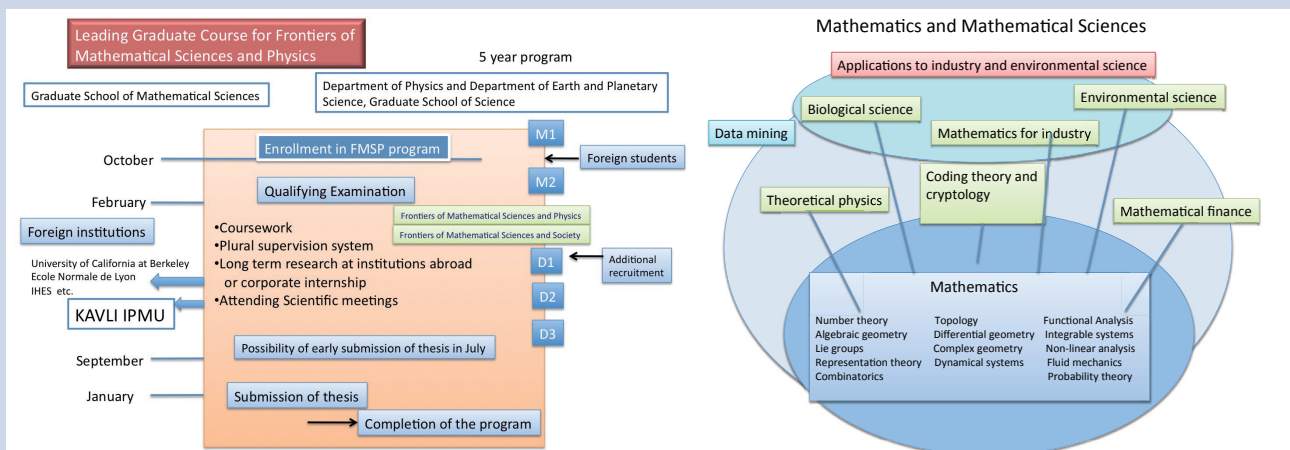 Leading Graduate Course for Frontiers of
Mathematical Sciences and Physics
5 year program
Graduate School of Mathematical Sciences
Department of Physics and Department of Earth and Planetary
Science, Graduate School of Science
M1
Enrollment in FMSP program
October
Foreign students
M2
Qualifying Examination
February
Frontiers of Mathematical Sciences and Physics
Frontiers of Mathematical Sciences and Society
Foreign institutions
•Coursework
•Plural supervision system
•Long term research at institutions abroad
or corporate internship
•Attending Scientific meetings
D1
Additional
recruitment
University of California at Berkeley
Ecole Normale de Lyon
IHES etc.
D2
KAVLI IPMU
D3
Possibility of early submission of thesis in July
September
January
Submission of thesis
Completion of the program
Mathematics and Mathematical Sciences
Applications to industry and environmental science
Biological science
Environmental science
Data mining
Mathematics for industry
Coding theory and
cryptology
Theoretical physics
Mathematical finance
Mathematics
Number theory
Algebraic geometry
Lie groups
Representation theory
Combinatorics
Topology
Differential geometry
Complex geometry
Dynamical systems
Functional Analysis
Integrable systems
Non-linear analysis
Fluid mechanics
Probability theory